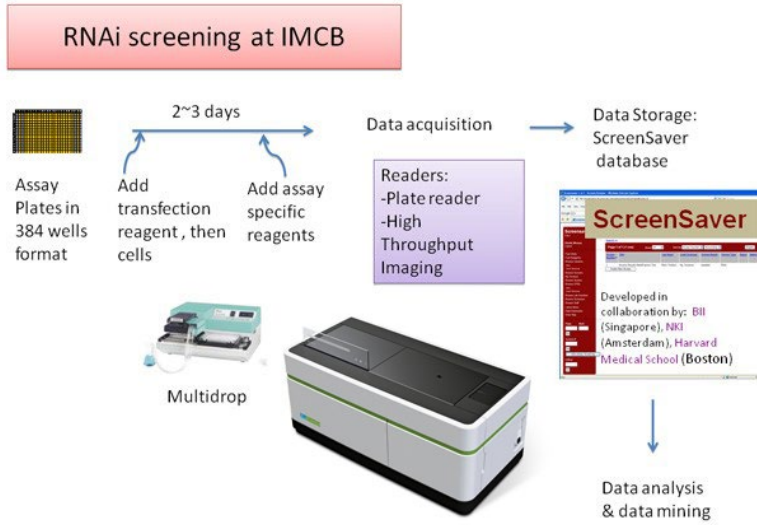 RNAi screening at IMCB
2~3 days
Data acquisition
Data Storage:
ScreenSaver
database
Assay
Plates in
384 wells
format
Add
transfection
reagent , then
cells
Add assay
specific
reagents
Readers:
-Plate reader
-High
Throughput
Imaging
ScreenSaver
Developed in
collaboration by: BII
(Singapore), NKI
(Amsterdam), Harvard
Medical School (Boston)
Multidrop
Data analysis
& data mining